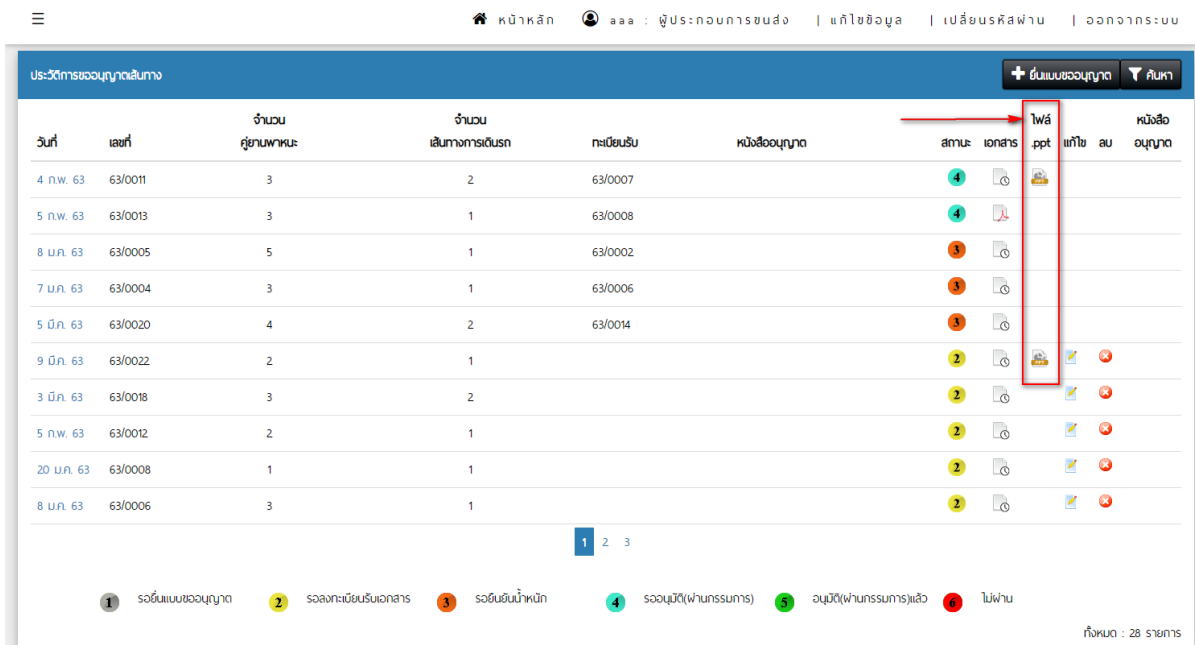 ☰ หน้าหลัก aaa : ผู้ประกอบการขนส่ง | แก้ไขข้อมูล | เปลี่ยนรหัสผ่าน | ออกจากระบบ
ประวัติการขออนุญาตเส้นทาง ยื่นแบบขออนุญาต ค้นหา
จำนวน จำนวน ไฟล์ หนังสือ
วันที่ เลขที่ คู่ยานพาหนะ เส้นทางการเดินรถ ทะเบียนรับ หนังสืออนุญาต สถานะ เอกสาร .ppt แก้ไข ลบ อนุญาต
4 ก.พ. 63 63/0011 3 2 63/0007 4 PPT
5 ก.พ. 63 63/0013 3 1 63/0008 4
8 ม.ค. 63 63/0005 5 1 63/0002 3
7 ม.ค. 63 63/0004 3 1 63/0006 3
5 มี.ค. 63 63/0020 4 2 63/0014 3
9 มี.ค. 63 63/0022 2 1 2 PPT
3 มี.ค. 63 63/0018 3 2 2
5 ก.พ. 63 63/0012 2 1 2
20 ม.ค. 63 63/0008 1 1 2
8 ม.ค. 63 63/0006 3 1 2
1 2 3
1 รอยื่นแบบขออนุญาต 2 รอลงทะเบียนรับเอกสาร 3 รอยืนยันน้ำหนัก 4 รออนุมัติ(ผ่านกรรมการ) 5 อนุมัติ(ผ่านกรรมการ)แล้ว 6 ไม่ผ่าน
ทั้งหมด : 28 รายการ